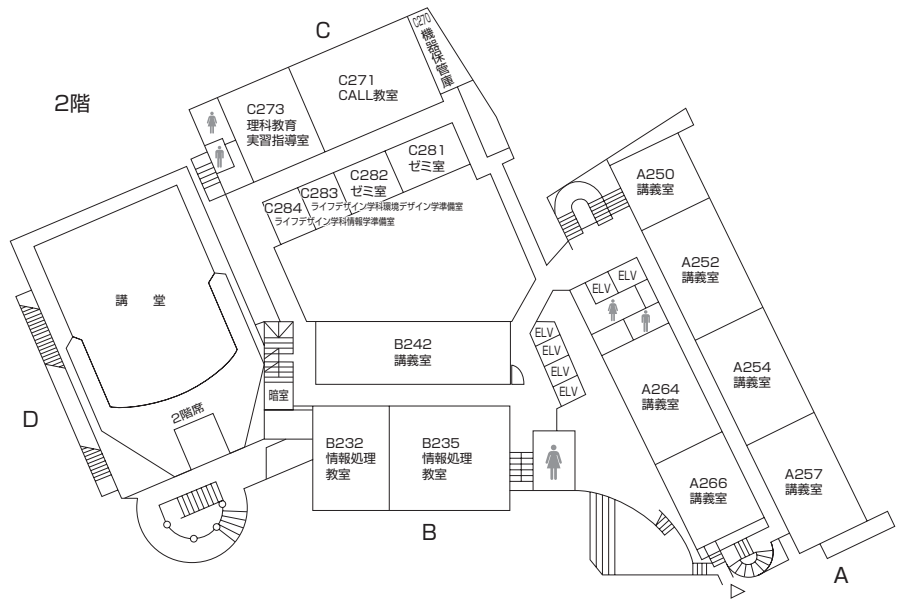 2階
C
C270
機器保管庫
C271
CALL教室
C273
理科教育
実習指導室
C281
ゼミ室
C282
ゼミ室
C283
ライフデザイン学科環境デザイン学準備室
C284
ライフデザイン学科情報学準備室
A250
講義室
A252
講義室
A254
講義室
A257
講義室
ELV
ELV
A264
講義室
A266
講義室
A
ELV
ELV
ELV
ELV
B242
講義室
暗室
B232
情報処理
教室
B235
情報処理
教室
B
講堂
2階席
D